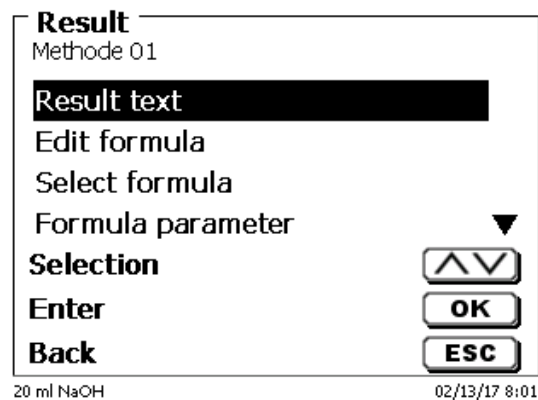 Result
Methode 01
Result text
Edit formula
Select formula
Formula parameter
Selection
Enter OK
Back ESC
20 ml NaOH 02/13/17 8:01